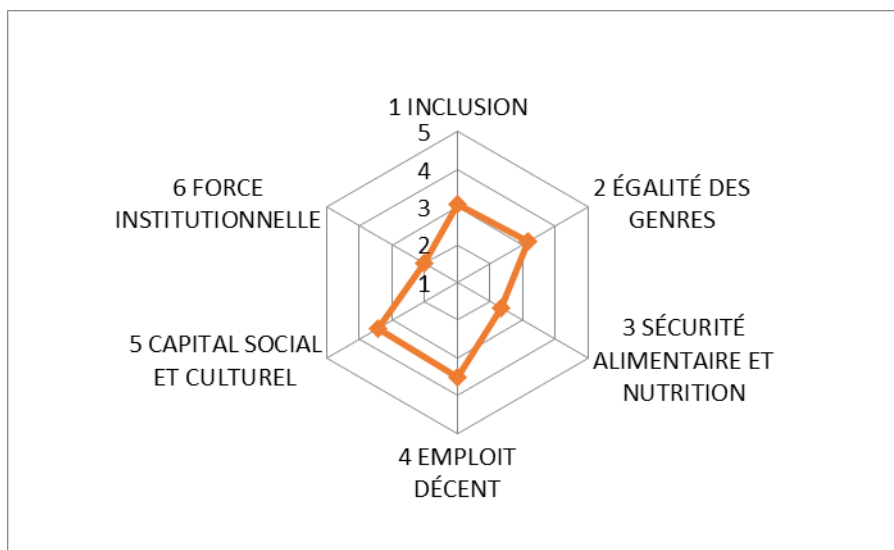 1 INCLUSION
5
4
3
2
1
2 ÉGALITÉ DES
GENRES
3 SÉCURITÉ
ALIMENTAIRE ET
NUTRITION
4 EMPLOIT
DÉCENT
5 CAPITAL SOCIAL
ET CULTUREL
6 FORCE
INSTITUTIONNELLE